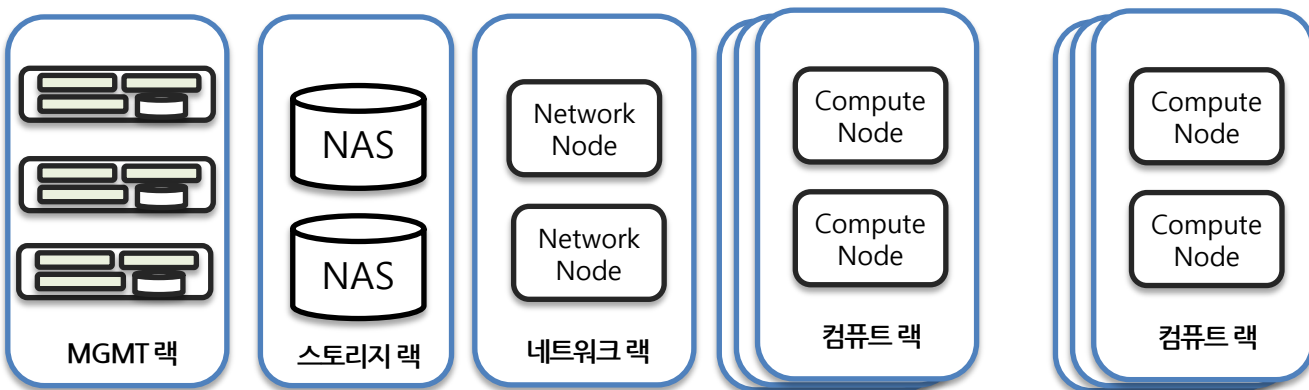 NAS
NAS
Network
Node
Network
Node
Compute
Node
Compute
Node
Compute
Node
Compute
Node
MGMT 랙
스토리지 랙
네트워크 랙
컴퓨트 랙
컴퓨트 랙